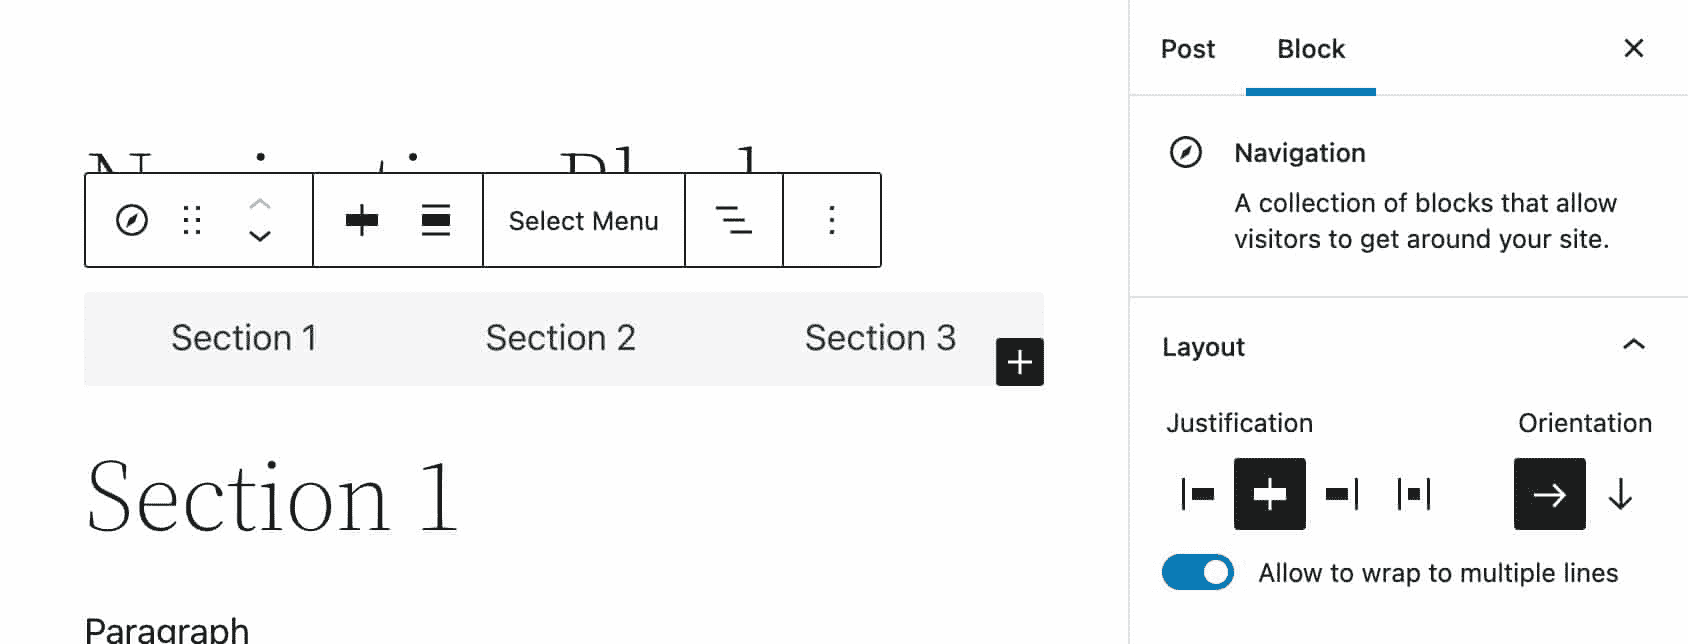 Post
Block
Navigation
A collection of blocks that allow
visitors to get around your site.
Select Menu
Section 1
Section 2
Section 3
Layout
Justification
Orientation
Allow to wrap to multiple lines
Section 1
Paragraph